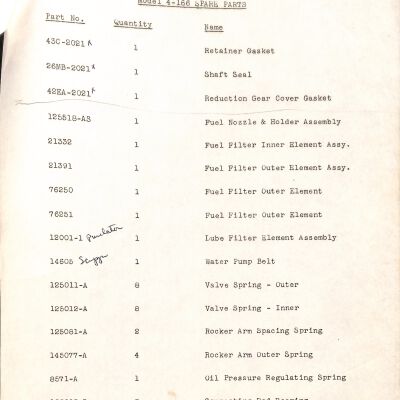 Model 4-166 SPARE PARTS
Part No. Quantity Name
43C-2021* 1 Retainer Gasket
26MB-2021* 1 Shaft Seal
42EA-2021* 1 Reduction Gear Cover Gasket
125518-AS 1 Fuel Nozzle & Holder Assembly
21332 1 Fuel Filter Inner Element Assy.
21391 1 Fuel Filter Outer Element Assy.
76250 1 Fuel Filter Outer Element
76251 1 Fuel Filter Outer Element
12001-1 Purolator 1 Lube Filter Element Assembly
14605 1 Water Pump Belt
125011-A 8 Valve Spring - Outer
125012-A 8 Valve Spring - Inner
125081-A 2 Rocker Arm Spacing Spring
145077-A 4 Rocker Arm Outer Spring
8571-A 1 Oil Pressure Regulating Spring